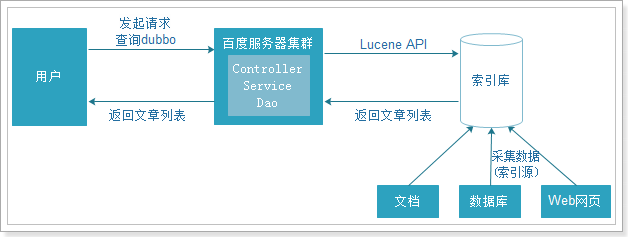 发起请求
查询dubbo
用户
百度服务器集群
Controller
Service
Dao
Lucene API
索引库
返回文章列表
返回文章列表
采集数据
(索引源)
文档
数据库
Web网页